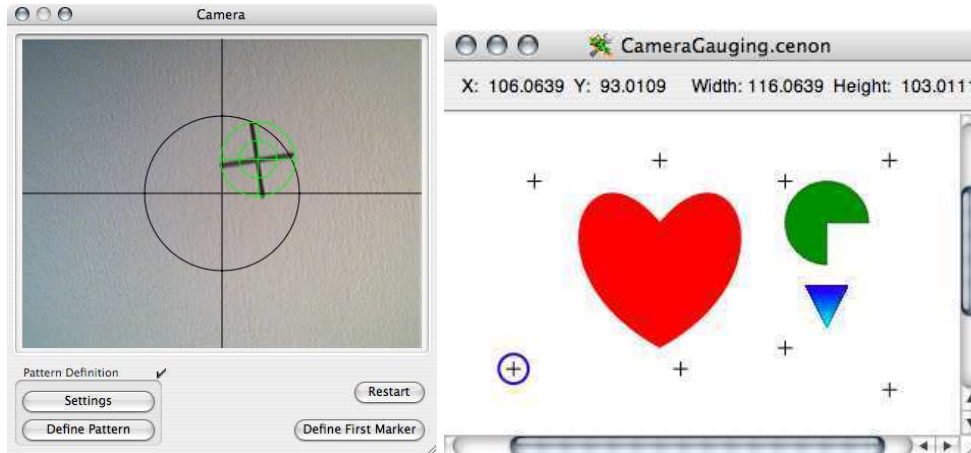 Camera
Pattern Definition
Settings
Define Pattern
Restart
Define First Marker
CameraGauging.cenon
X: 106.0639 Y: 93.0109 Width: 116.0639 Height: 103.0111